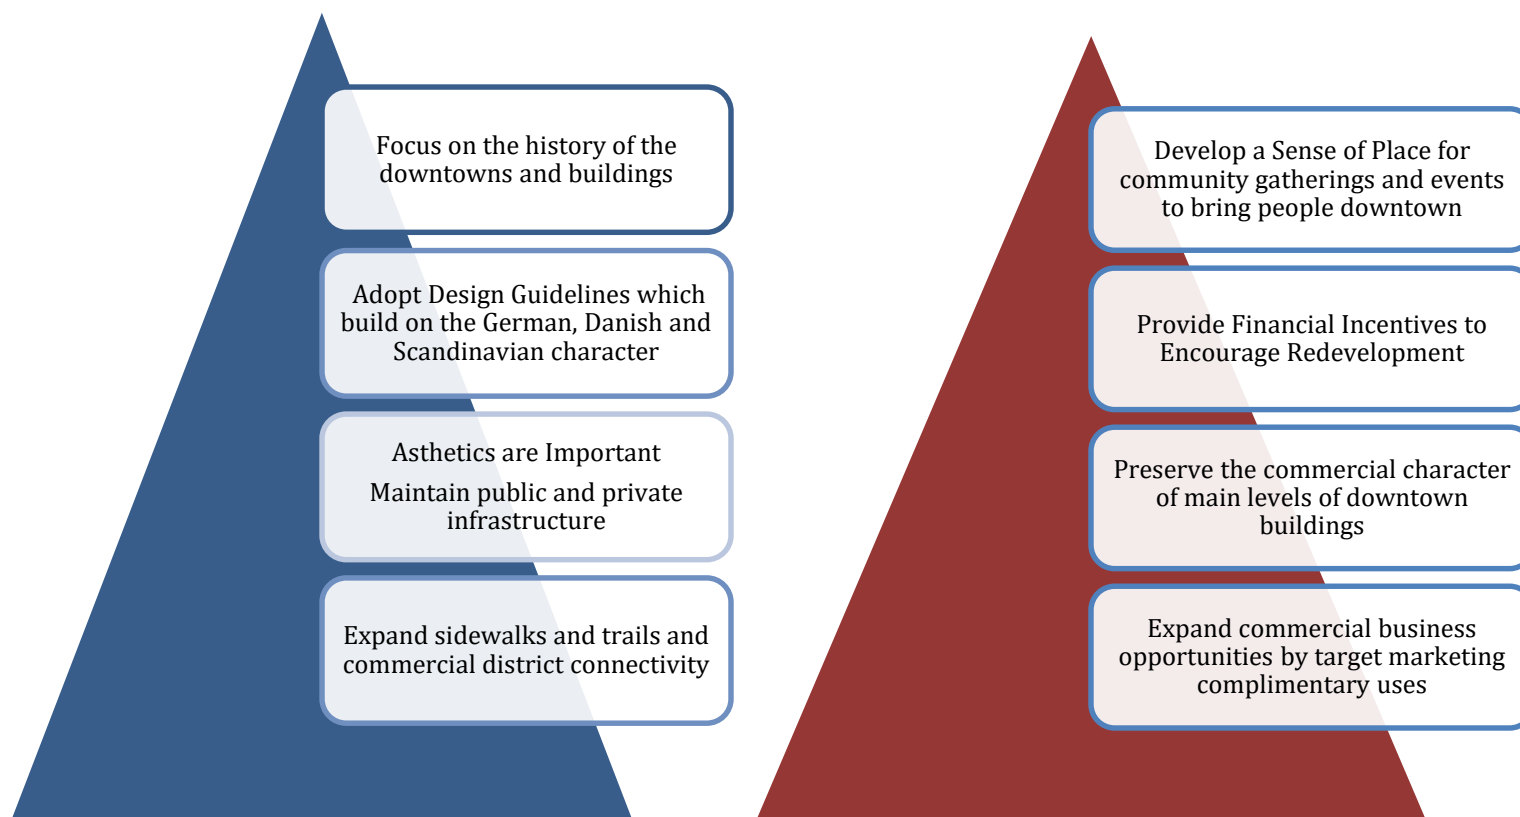 Focus on the history of the
downtowns and buildings
Adopt Design Guidelines which
build on the German, Danish and
Scandinavian character
Asthetics are Important
Maintain public and private
infrastructure
Expand sidewalks and trails and
commercial district connectivity
Develop a Sense of Place for
community gatherings and events
to bring people downtown
Provide Financial Incentives to
Encourage Redevelopment
Preserve the commercial character
of main levels of downtown
buildings
Expand commercial business
opportunities by target marketing
complimentary uses